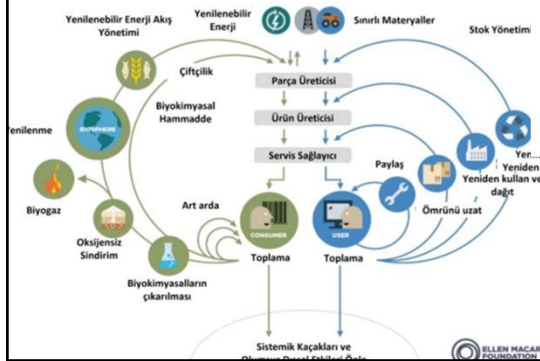 Yenilenebilir Enerji Akış
Yönetimi
Yenilenebilir
Enerji
Sınırlı Materyaller
Stok Yönetimi
Çiftçilik
Parça Üreticisi
Biyokimyasal
Hammadde
Ürün Üreticisi
BIOSPHERE
Servis Sağlayıcı
Paylaş
Yeniden
Yeniden kullan ve
dağıt
Ömrünü uzat
Biyogaz
Art arda
CONSUMER
USER
Oksijensiz
Sindirim
Toplama
Toplama
Biyokimyasalların
çıkarılması
Sistemik Kaçakları ve
ELLEN MACAR
FOUNDATION